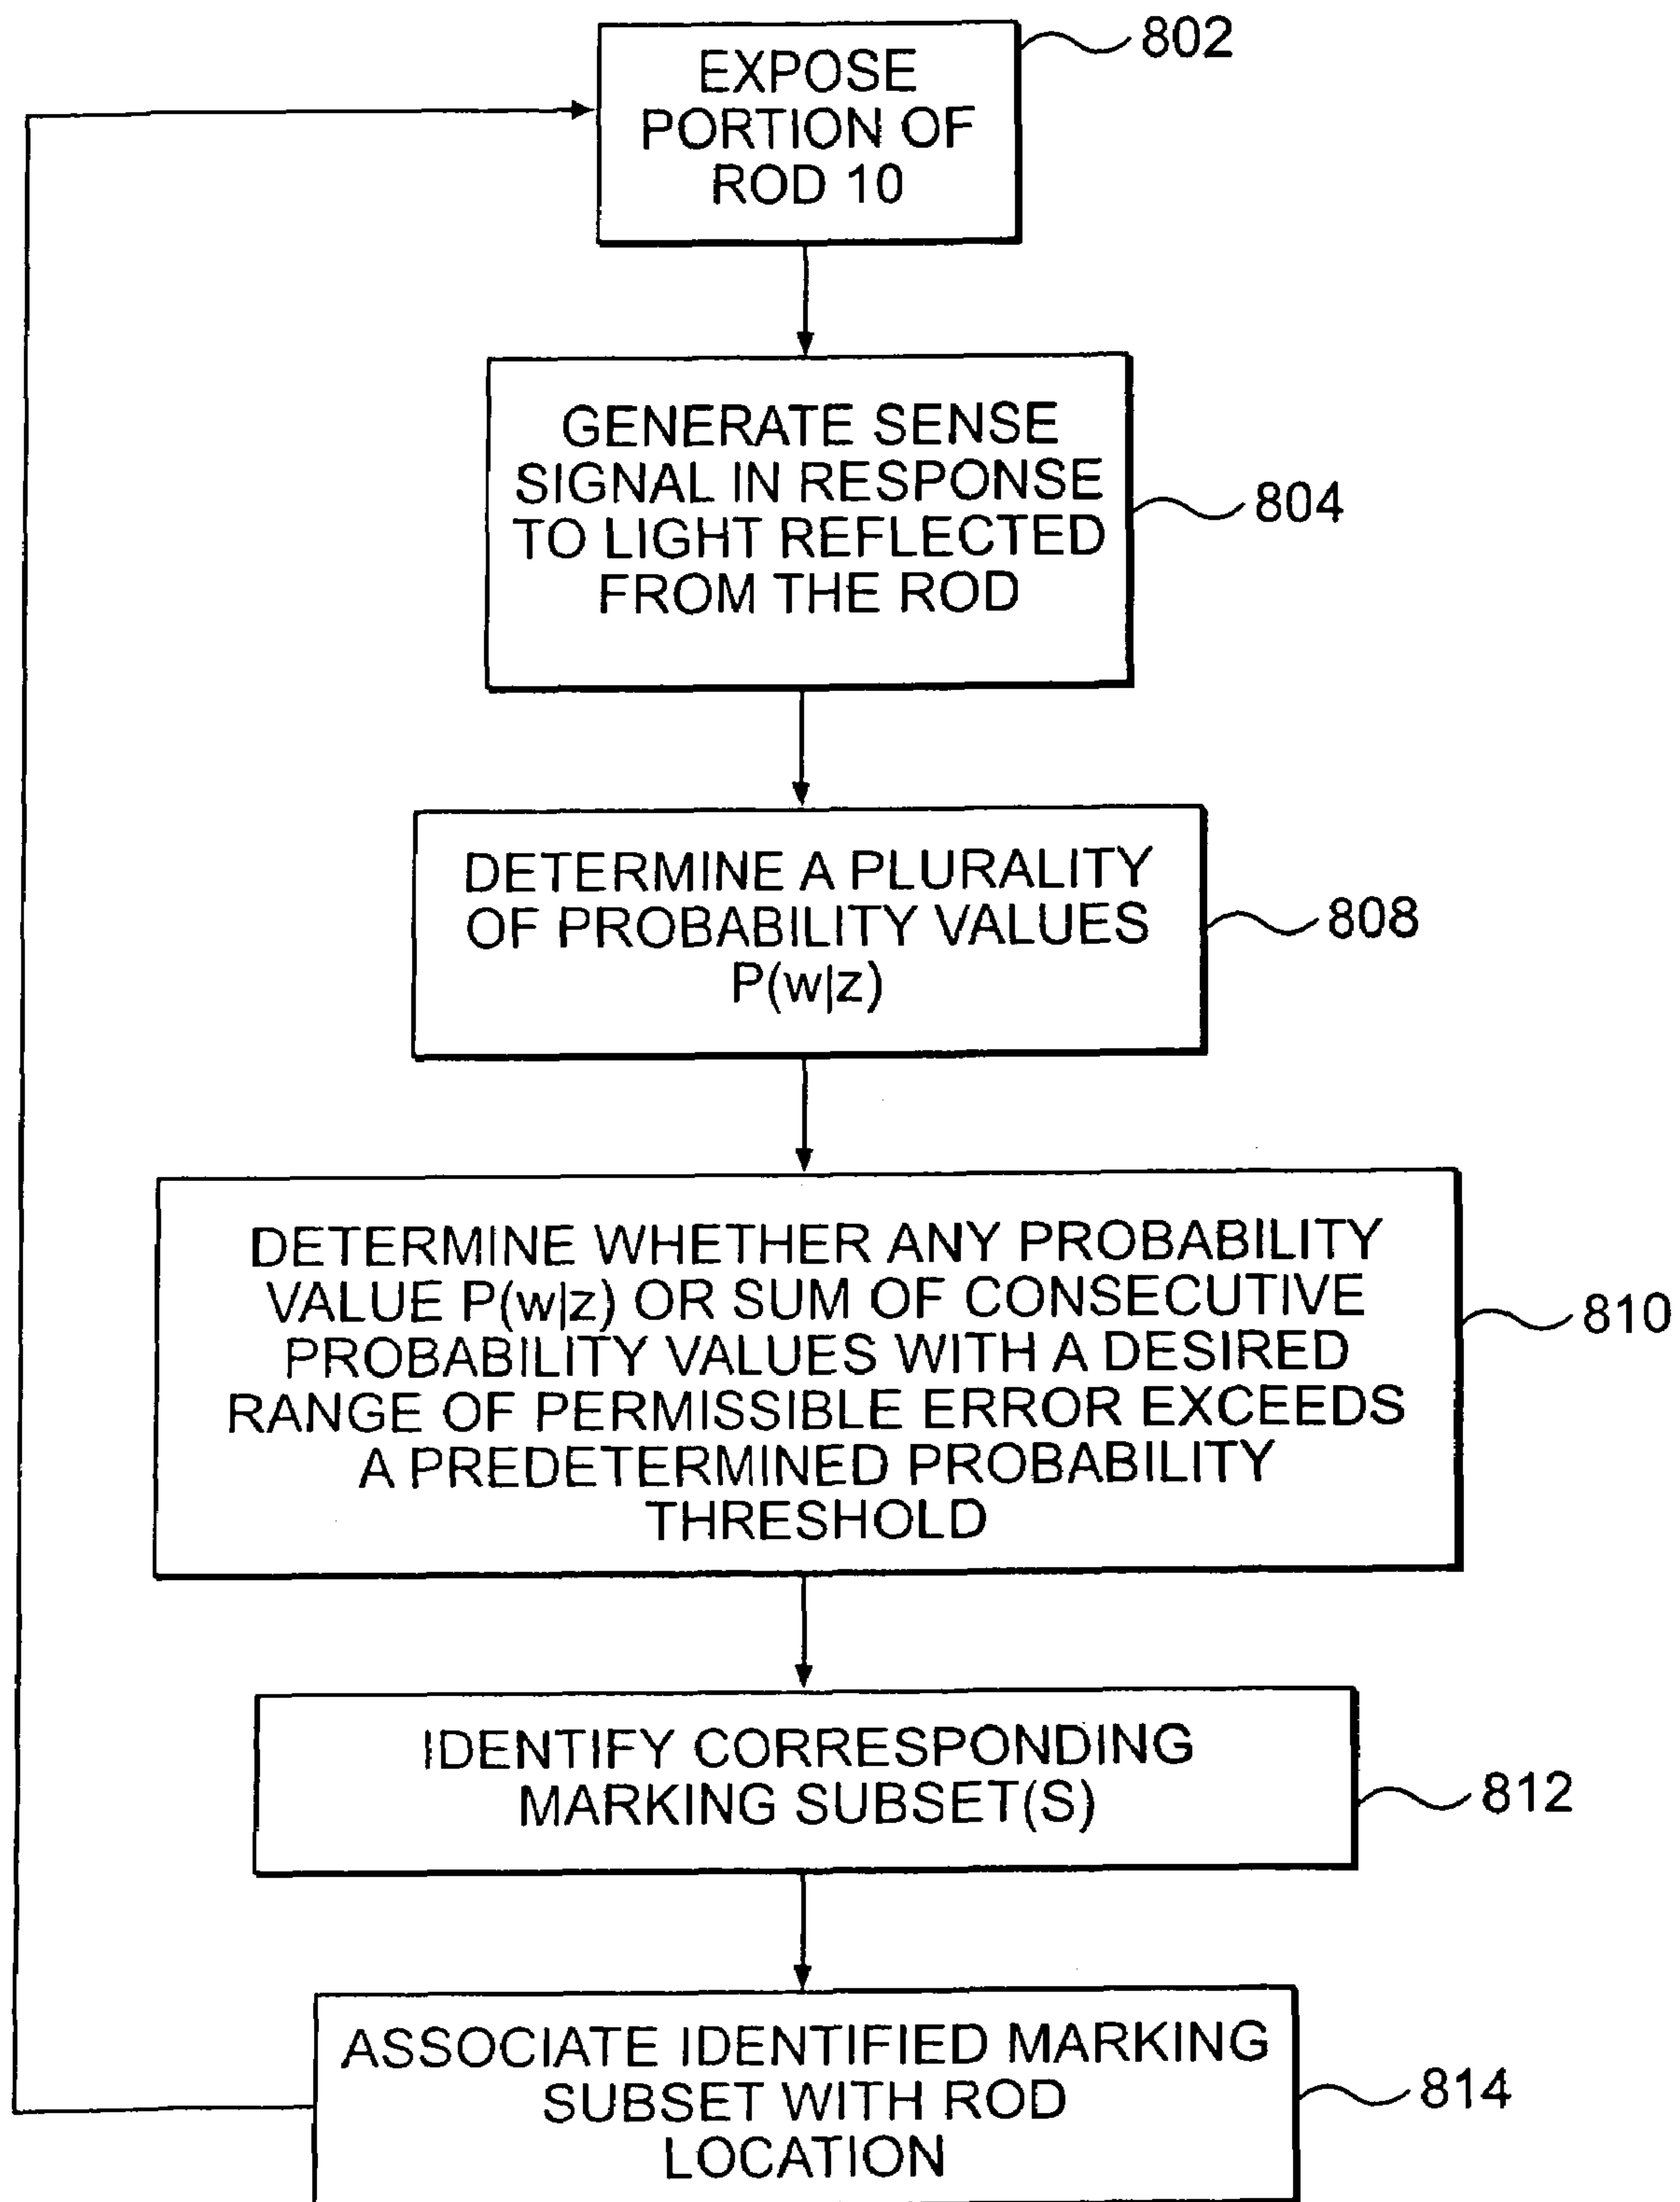 802
EXPOSE
PORTION OF
ROD 10
GENERATE SENSE
SIGNAL IN RESPONSE
TO LIGHT REFLECTED
FROM THE ROD
804
DETERMINE A PLURALITY
OF PROBABILITY VALUES
P(w|z)
808
DETERMINE WHETHER ANY PROBABILITY
VALUE P(w|z) OR SUM OF CONSECUTIVE
PROBABILITY VALUES WITH A DESIRED
RANGE OF PERMISSIBLE ERROR EXCEEDS
A PREDETERMINED PROBABILITY
THRESHOLD
810
IDENTIFY CORRESPONDING
MARKING SUBSET(S)
812
ASSOCIATE IDENTIFIED MARKING
SUBSET WITH ROD
LOCATION
814